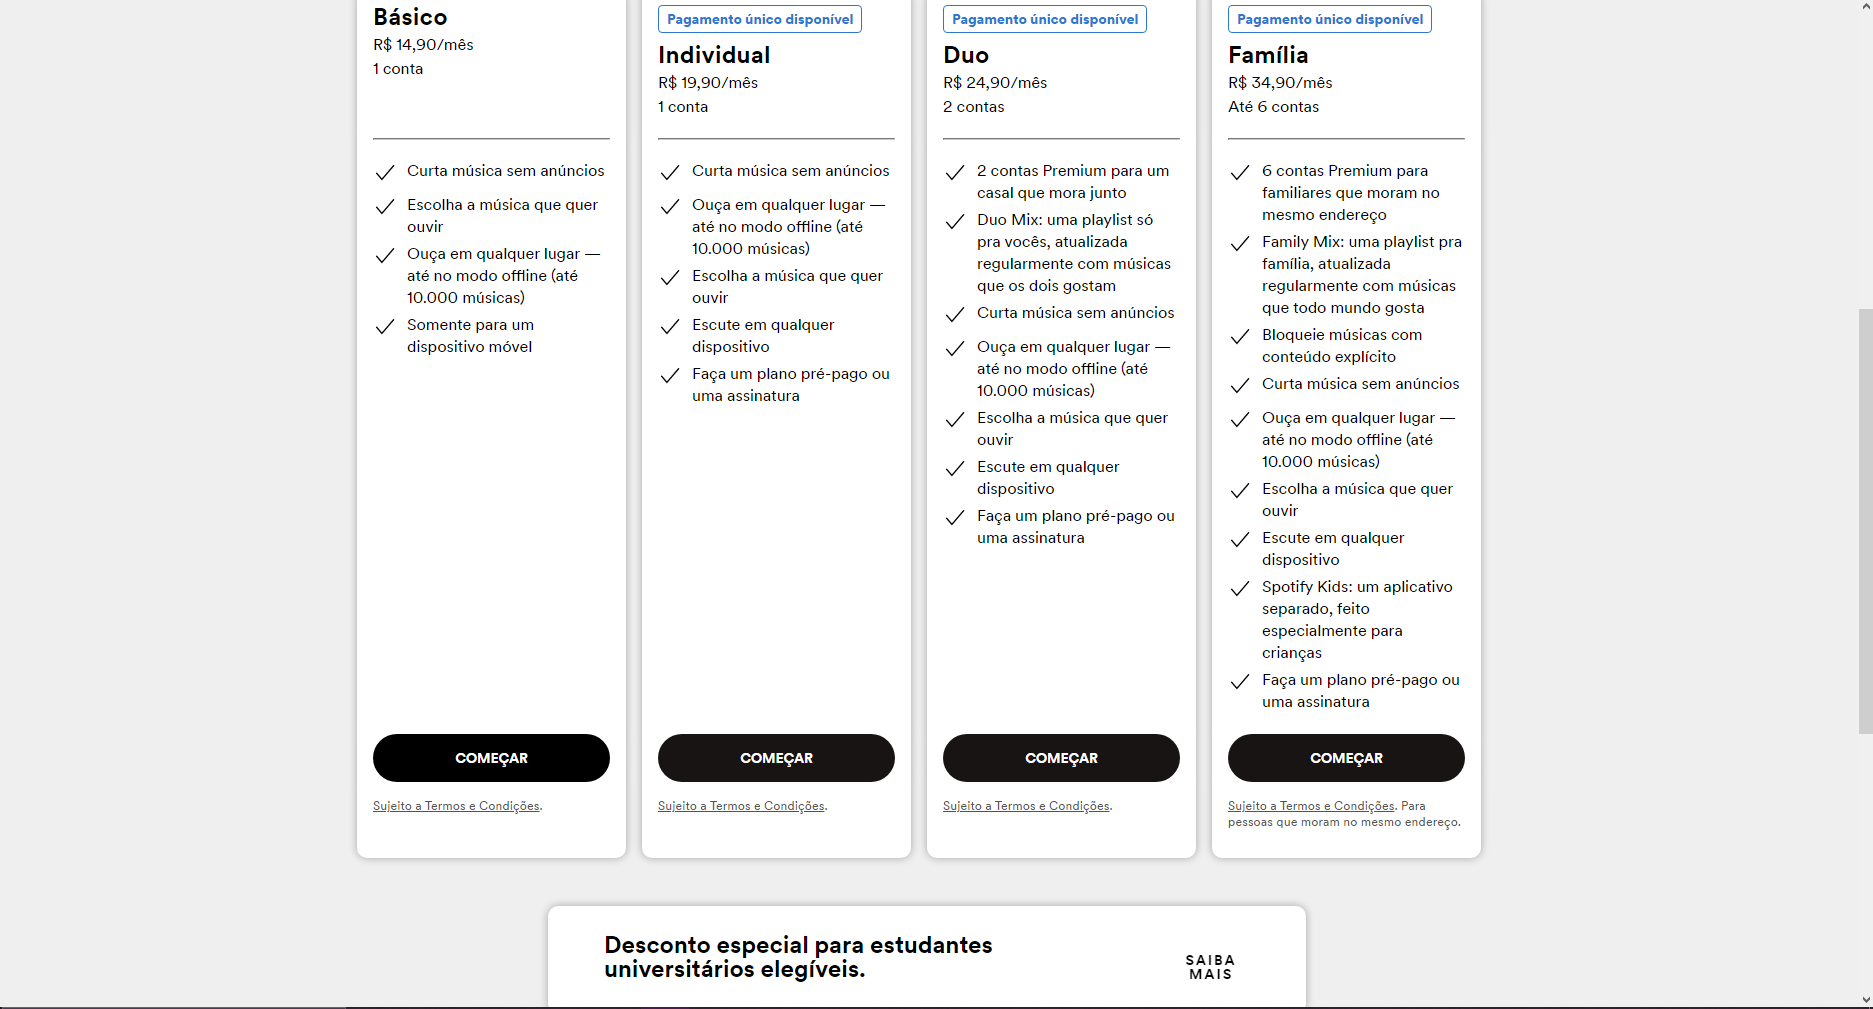 Básico
R$ 14,90/mês
1 conta
Curta música sem anúncios
Escolha a música que quer
ouvir
Ouça em qualquer lugar —
até no modo offline (até
10.000 músicas)
Somente para um
dispositivo móvel
COMEÇAR
Sujeito a Termos e Condições.
Pagamento único disponível
Individual
R$ 19,90/mês
1 conta
Curta música sem anúncios
Ouça em qualquer lugar —
até no modo offline (até
10.000 músicas)
Escolha a música que quer
ouvir
Escute em qualquer
dispositivo
Faça um plano pré-pago ou
uma assinatura
COMEÇAR
Sujeito a Termos e Condições.
Pagamento único disponível
Duo
R$ 24,90/mês
2 contas
2 contas Premium para um
casal que mora junto
Duo Mix: uma playlist só
pra vocês, atualizada
regularmente com músicas
que os dois gostam
Curta música sem anúncios
Ouça em qualquer lugar —
até no modo offline (até
10.000 músicas)
Escolha a música que quer
ouvir
Escute em qualquer
dispositivo
Faça um plano pré-pago ou
uma assinatura
COMEÇAR
Sujeito a Termos e Condições.
Pagamento único disponível
Família
R$ 34,90/mês
Até 6 contas
6 contas Premium para
familiares que moram no
mesmo endereço
Family Mix: uma playlist pra
família, atualizada
regularmente com músicas
que todo mundo gosta
Bloqueie músicas com
conteúdo explícito
Curta música sem anúncios
Ouça em qualquer lugar —
até no modo offline (até
10.000 músicas)
Escolha a música que quer
ouvir
Escute em qualquer
dispositivo
Spotify Kids: um aplicativo
separado, feito
especialmente para
crianças
Faça um plano pré-pago ou
uma assinatura
COMEÇAR
Sujeito a Termos e Condições. Para
pessoas que moram no mesmo endereço.
Desconto especial para estudantes
universitários elegíveis.
SAIBA
MAIS